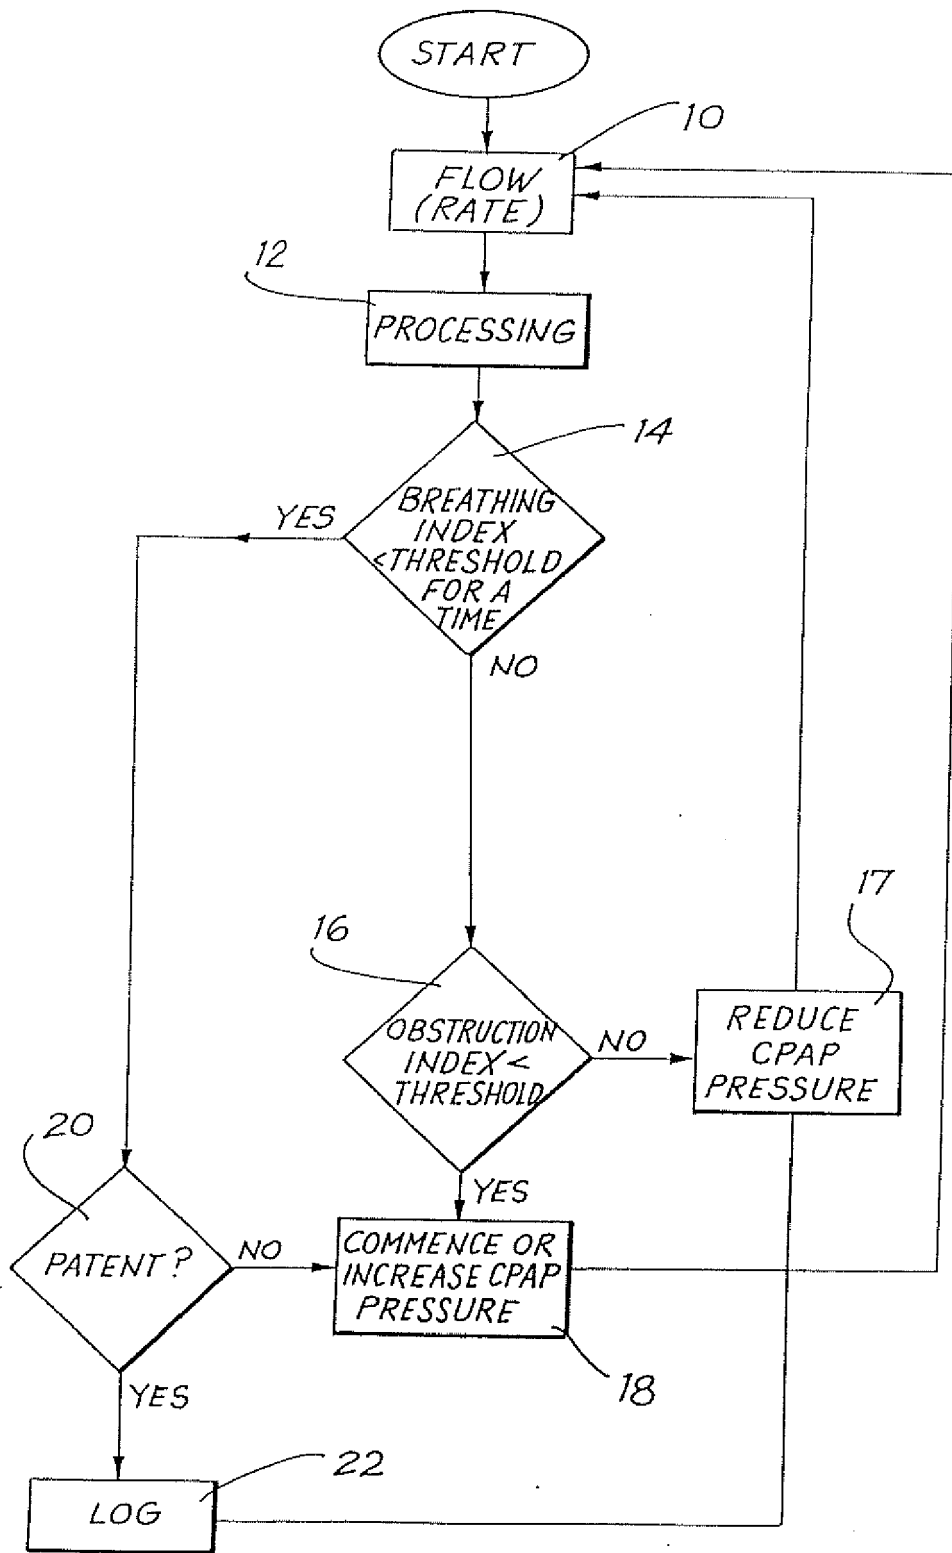 START
10
FLOW
(RATE)
12
PROCESSING
14
BREATHING
INDEX
<THRESHOLD
FOR A
TIME
YES
NO
16
OBSTRUCTION
INDEX <
THRESHOLD
NO
17
REDUCE
CPAP
PRESSURE
YES
20
PATENT?
NO
COMMENCE OR
INCREASE CPAP
PRESSURE
18
YES
22
LOG